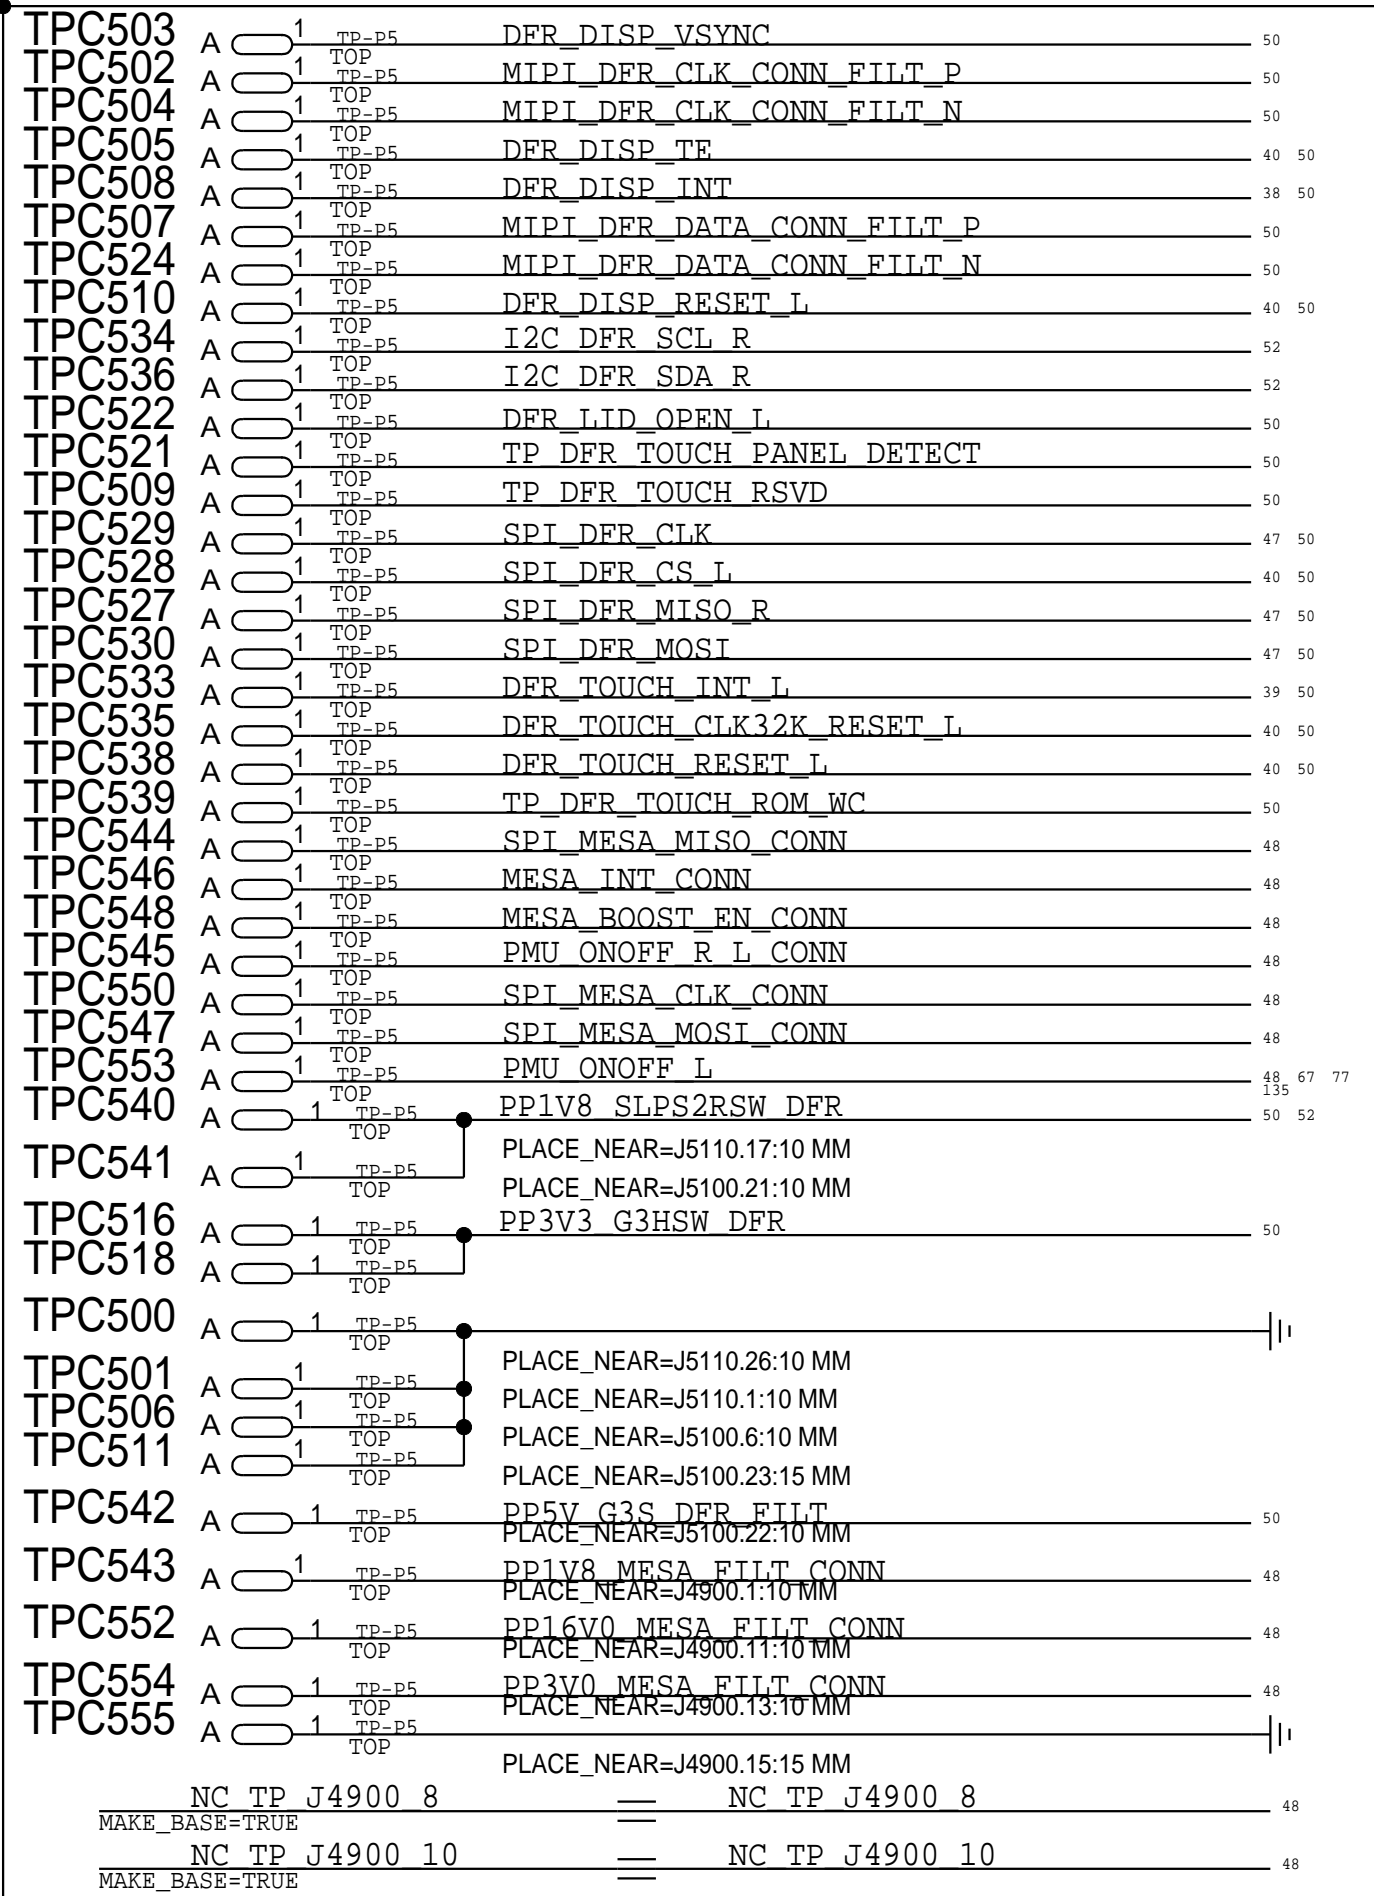 TPC503 A 1 TP-P5 TOP DFR_DISP_VSYNC 50
TPC502 A 1 TP-P5 TOP MIPI_DFR_CLK_CONN_FILT_P 50
TPC504 A 1 TP-P5 TOP MIPI_DFR_CLK_CONN_FILT_N 50
TPC505 A 1 TP-P5 TOP DFR_DISP_TE 40 50
TPC508 A 1 TP-P5 TOP DFR_DISP_INT 38 50
TPC507 A 1 TP-P5 TOP MIPI_DFR_DATA_CONN_FILT_P 50
TPC524 A 1 TP-P5 TOP MIPI_DFR_DATA_CONN_FILT_N 50
TPC510 A 1 TP-P5 TOP DFR_DISP_RESET_L 40 50
TPC534 A 1 TP-P5 TOP I2C_DFR_SCL_R 52
TPC536 A 1 TP-P5 TOP I2C_DFR_SDA_R 52
TPC522 A 1 TP-P5 TOP DFR_LID_OPEN_L 50
TPC521 A 1 TP-P5 TOP TP_DFR_TOUCH_PANEL_DETECT 50
TPC509 A 1 TP-P5 TOP TP_DFR_TOUCH_RSVD 50
TPC529 A 1 TP-P5 TOP SPI_DFR_CLK 47 50
TPC528 A 1 TP-P5 TOP SPI_DFR_CS_L 40 50
TPC527 A 1 TP-P5 TOP SPI_DFR_MISO_R 47 50
TPC530 A 1 TP-P5 TOP SPI_DFR_MOSI 47 50
TPC533 A 1 TP-P5 TOP DFR_TOUCH_INT_L 39 50
TPC535 A 1 TP-P5 TOP DFR_TOUCH_CLK32K_RESET_L 40 50
TPC538 A 1 TP-P5 TOP DFR_TOUCH_RESET_L 40 50
TPC539 A 1 TP-P5 TOP TP_DFR_TOUCH_ROM_WC 50
TPC544 A 1 TP-P5 TOP SPI_MESA_MISO_CONN 48
TPC546 A 1 TP-P5 TOP MESA_INT_CONN 48
TPC548 A 1 TP-P5 TOP MESA_BOOST_EN_CONN 48
TPC545 A 1 TP-P5 TOP PMU_ONOFF_R_L_CONN 48
TPC550 A 1 TP-P5 TOP SPI_MESA_CLK_CONN 48
TPC547 A 1 TP-P5 TOP SPI_MESA_MOSI_CONN 48
TPC553 A 1 TP-P5 TOP PMU_ONOFF_L 48 67 77
135
TPC540 A 1 TP-P5 TOP PP1V8_SLPS2RSW_DFR 50 52
PLACE_NEAR=J5110.17:10 MM
TPC541 A 1 TP-P5 TOP
PLACE_NEAR=J5100.21:10 MM
TPC516 A 1 TP-P5 TOP PP3V3_G3HSW_DFR 50
TPC518 A 1 TP-P5 TOP
TPC500 A 1 TP-P5 TOP
PLACE_NEAR=J5110.26:10 MM
TPC501 A 1 TP-P5 TOP
PLACE_NEAR=J5110.1:10 MM
TPC506 A 1 TP-P5 TOP
PLACE_NEAR=J5100.6:10 MM
TPC511 A 1 TP-P5 TOP
PLACE_NEAR=J5100.23:15 MM
TPC542 A 1 TP-P5 TOP PP5V_G3S_DFR_FILT 50
PLACE_NEAR=J5100.22:10 MM
TPC543 A 1 TP-P5 TOP PP1V8_MESA_FILT_CONN 48
PLACE_NEAR=J4900.1:10 MM
TPC552 A 1 TP-P5 TOP PP16V0_MESA_FILT_CONN 48
PLACE_NEAR=J4900.11:10 MM
TPC554 A 1 TP-P5 TOP PP3V0_MESA_FILT_CONN 48
PLACE_NEAR=J4900.13:10 MM
TPC555 A 1 TP-P5 TOP
PLACE_NEAR=J4900.15:15 MM
NC_TP_J4900_8 NC_TP_J4900_8 48
MAKE_BASE=TRUE
NC_TP_J4900_10 NC_TP_J4900_10 48
MAKE_BASE=TRUE